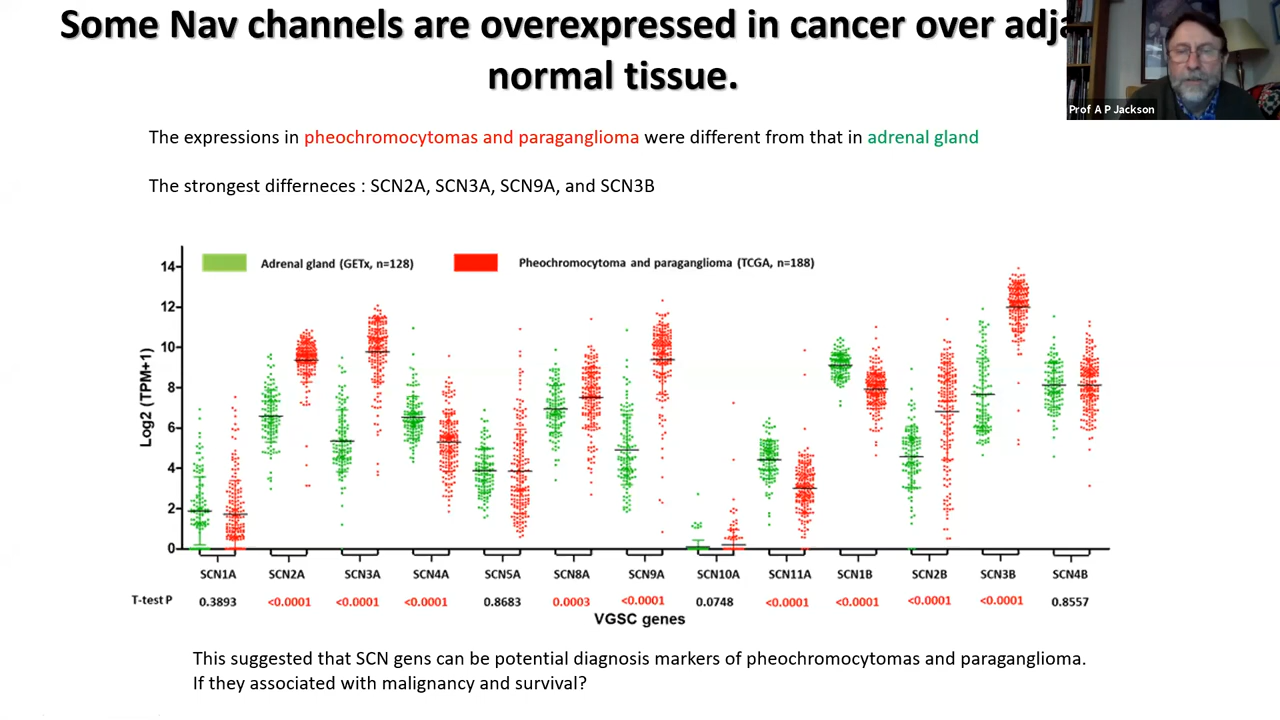 Some Nav channels are overexpressed in cancer over
normal tissue.
Prof A P Jackson
The expressions in pheochromocytomas and paraganglioma were different from that in adrenal gland
The strongest differneces : SCN2A, SCN3A, SCN9A, and SCN3B
Adrenal gland (GETx, n=128)
Pheochromocytoma and paraganglioma (TCGA, n=188)
Log2 (TPM+1)
14
12
10
8
6
4
2
0
SCN1A SCN2A SCN3A SCN4A SCN5A SCN8A SCN9A SCN10A SCN11A SCN1B SCN2B SCN3B SCN4B
T-test P 0.3893 <0.0001 <0.0001 <0.0001 0.8683 0.0003 <0.0001 0.0748 <0.0001 <0.0001 <0.0001 <0.0001 0.8557
VGSC genes
This suggested that SCN gens can be potential diagnosis markers of pheochromocytomas and paraganglioma.
If they associated with malignancy and survival?